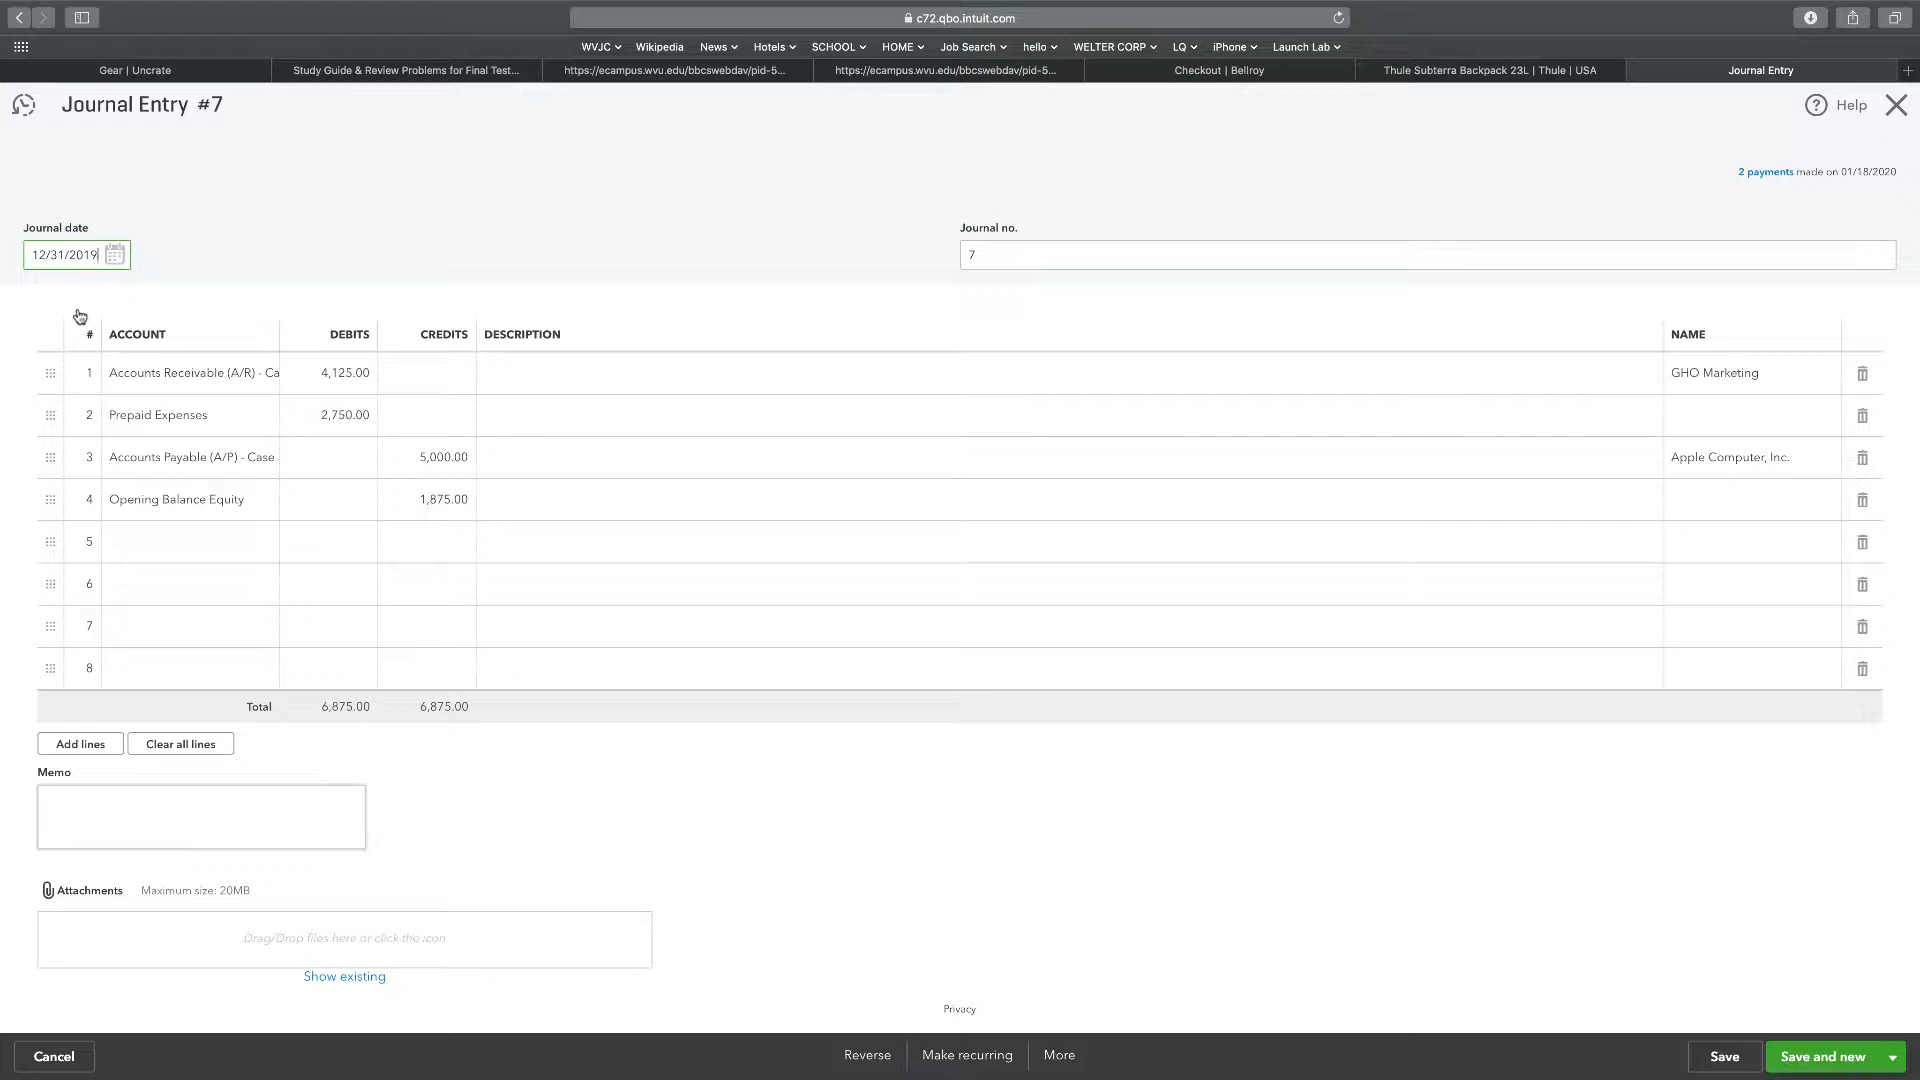 c72.qbo.intuit.com
WVJC Wikipedia News Hotels SCHOOL HOME Job Search hello WELTER CORP LQ iPhone Launch Lab
Gear | Uncrate Study Guide & Review Problems for Final Test... https://ecampus.wvu.edu/bbcswebdav/pid-5... https://ecampus.wvu.edu/bbcswebdav/pid-5... Checkout | Bellroy Thule Subterra Backpack 23L | Thule | USA Journal Entry
Journal Entry #7
Help
2 payments made on 01/18/2020
Journal date
12/31/2019
Journal no.
7
# ACCOUNT DEBITS CREDITS DESCRIPTION NAME
1 Accounts Receivable (A/R) - Ca 4,125.00 GHO Marketing
2 Prepaid Expenses 2,750.00
3 Accounts Payable (A/P) - Case 5,000.00 Apple Computer, Inc.
4 Opening Balance Equity 1,875.00
5
6
7
8
Total 6,875.00 6,875.00
Add lines Clear all lines
Memo
Attachments Maximum size: 20MB
Drag/Drop files here or click the icon
Show existing
Privacy
Cancel Reverse Make recurring More Save Save and new